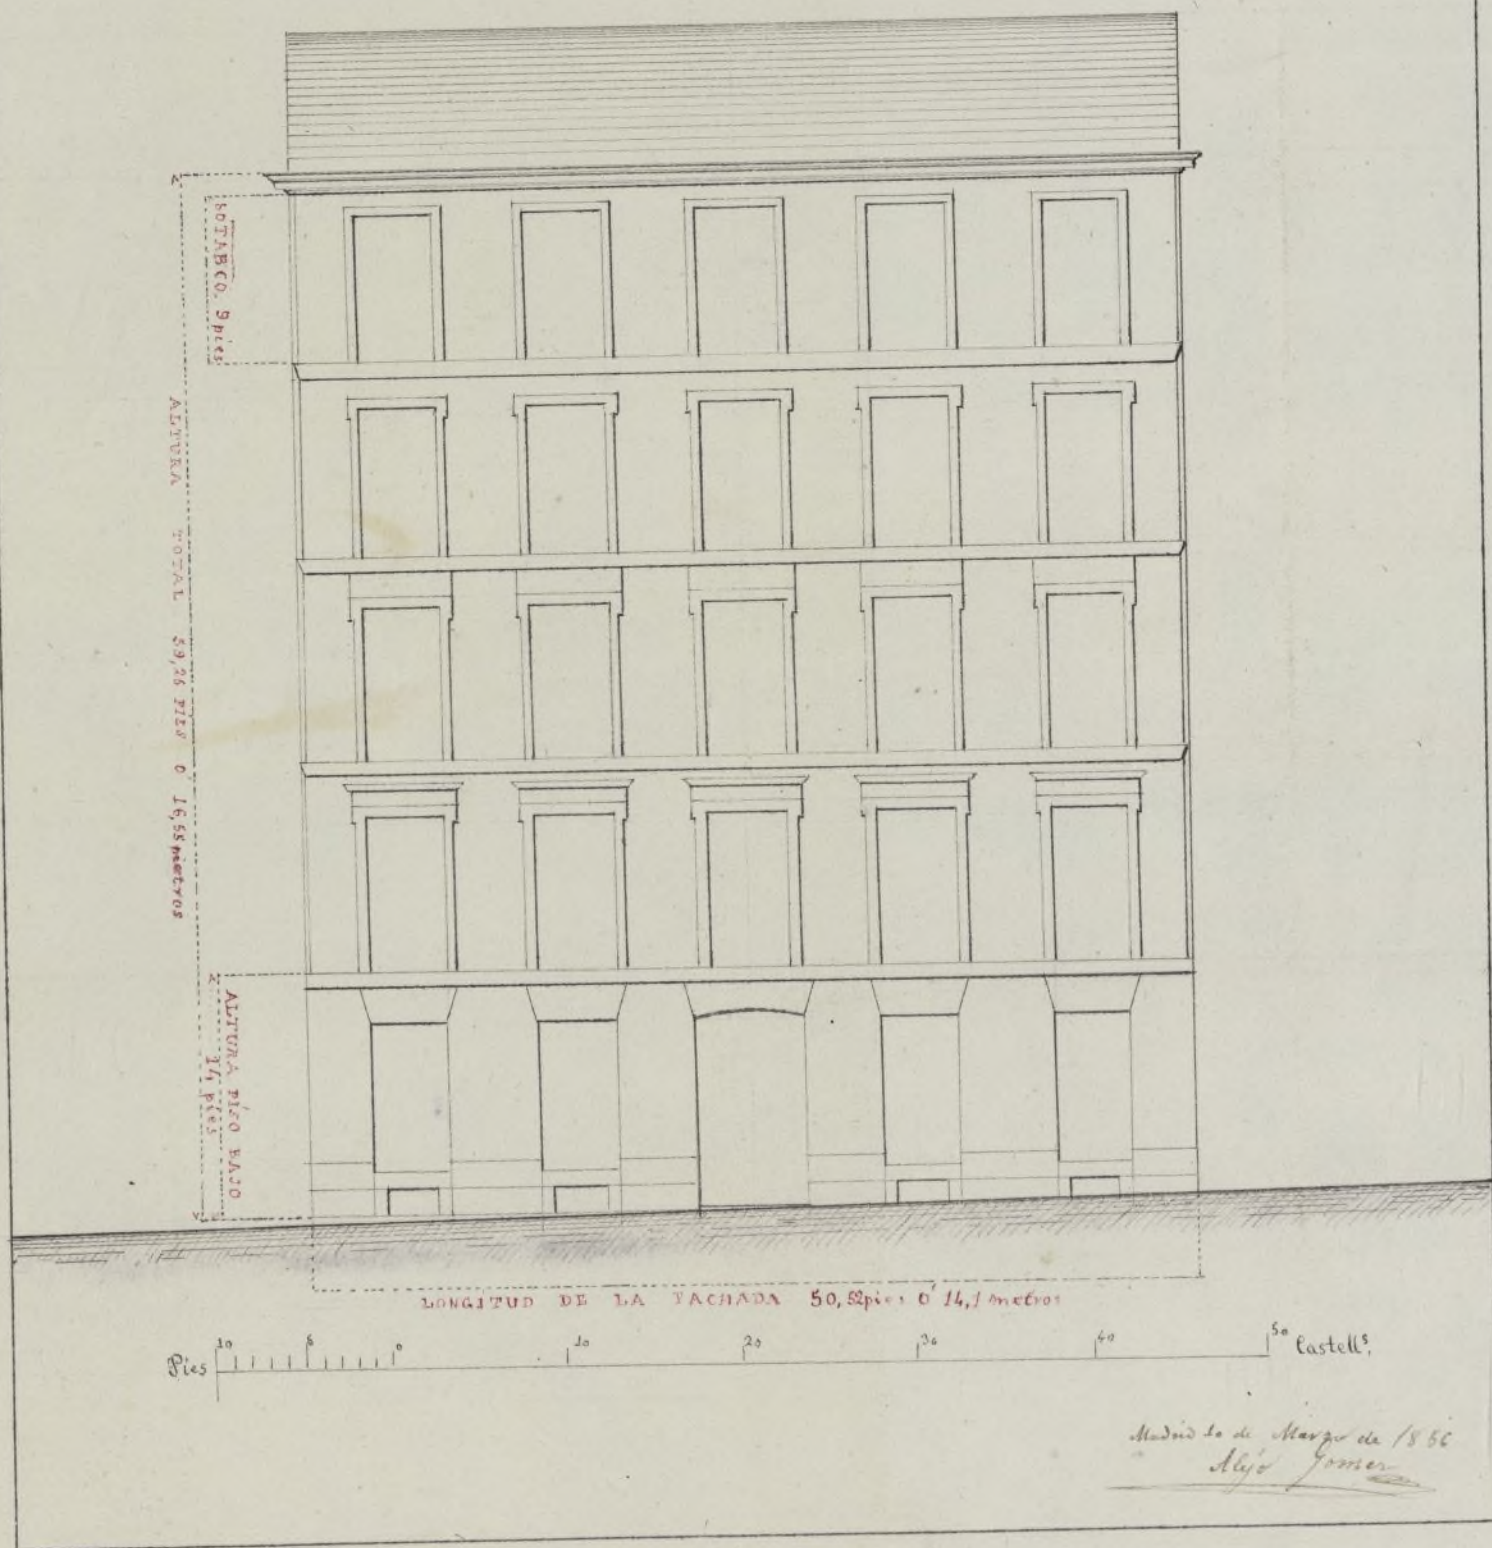 SOTABCO. 9 pies
ALTURA TOTAL 59,26 PIES O' 16,55 metros
ALTURA PISO BAJO
14 pies
LONGITUD DE LA FACHADA 50,52 pies O' 14,1 metros
Pies 10 5 0 10 20 30 40 50 Castells.
Madrid 10 de Marzo de 1856
Alejo Gomez